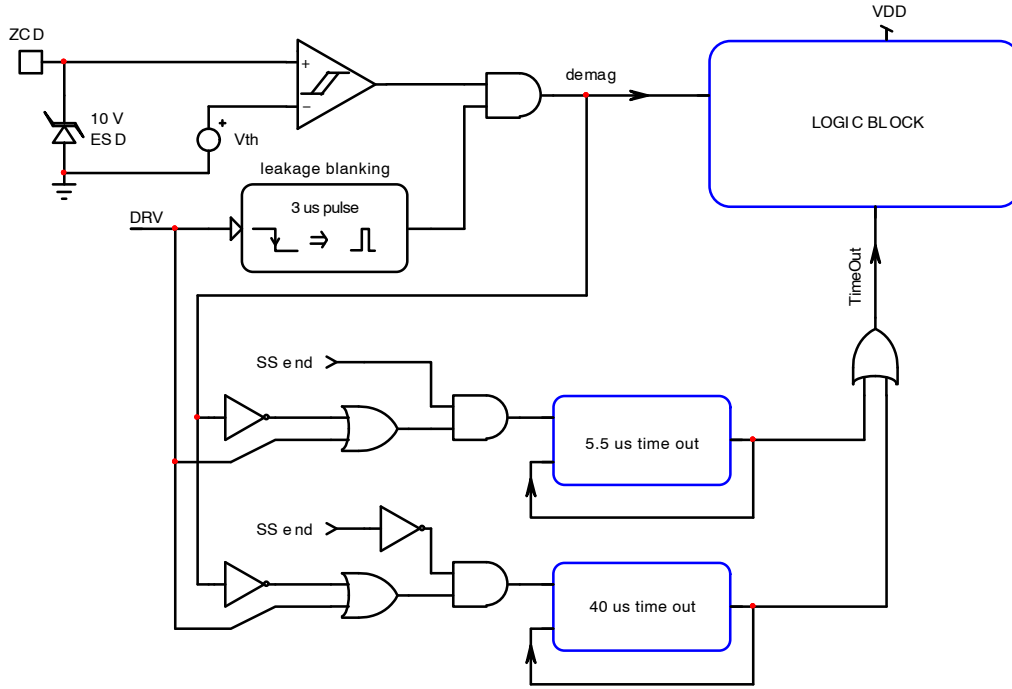 ZCD
VDD
+
−
demag
LOGIC BLOCK
10 V
ESD
+
Vth
leakage blanking
DRV
3 us pulse
⇒
TimeOut
SS end
5.5 us time out
SS end
40 us time out